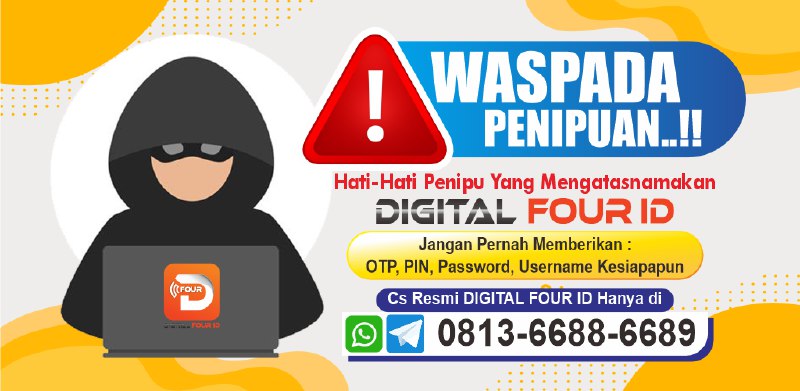 WASPADA
PENIPUAN..!!
Hati-Hati Penipu Yang Mengatasnamakan
DIGITAL FOUR ID
Jangan Pernah Memberikan :
OTP, PIN, Password, Username Kesiapapun
Cs Resmi DIGITAL FOUR ID Hanya di
0813-6688-6689
FOUR
FOUR ID